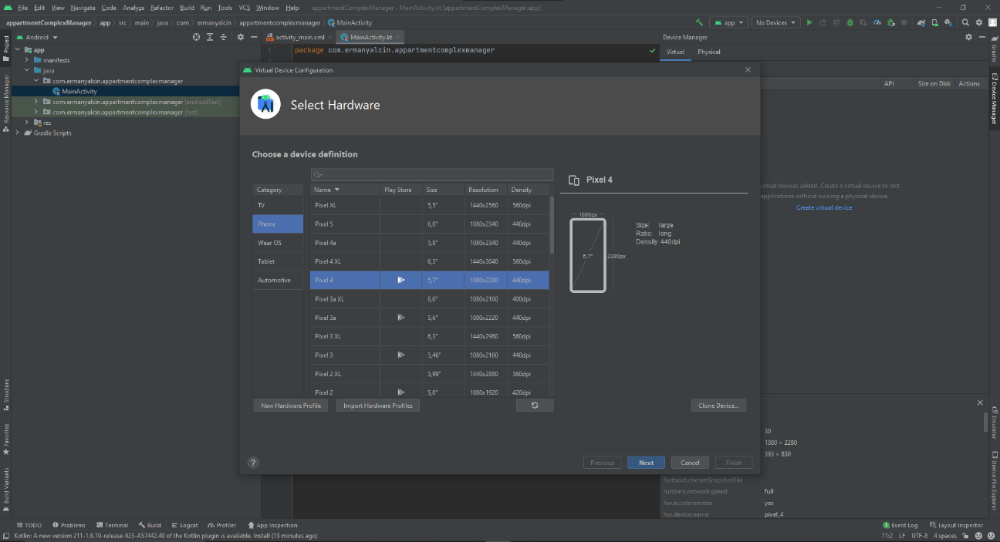 File Edit View Navigate Code Analyze Refactor Build Run Tools VCS Window Help appartmentComplexManager - MainActivity.kt [appartmentComplexManager.app]
appartmentComplexManager app src main java com ermanyalcin appartmentcomplexmanager MainActivity
app No Devices
Android
activity_main.xml MainActivity.kt
Device Manager
Project
Resource Manager
Structure
Favorites
Build Variants
app
manifests
java
com.ermanyalcin.appartmentcomplexmanager
MainActivity
com.ermanyalcin.appartmentcomplexmanager (androidTest)
com.ermanyalcin.appartmentcomplexmanager (test)
res
Gradle Scripts
1 package com.ermanyalcin.appartmentcomplexmanager
2
Virtual Physical
API Size on Disk Actions
virtual devices added. Create a virtual device to test
applications without owning a physical device.
Create virtual device
Gradle
Device Manager
Emulator
Device File Explorer
Virtual Device Configuration
Select Hardware
Choose a device definition
Category
TV
Phone
Wear OS
Tablet
Automotive
Name Play Store Size Resolution Density
Pixel XL 5,5" 1440x2560 560dpi
Pixel 5 6,0" 1080x2340 440dpi
Pixel 4a 5,8" 1080x2340 440dpi
Pixel 4 XL 6,3" 1440x3040 560dpi
Pixel 4 5,7" 1080x2280 440dpi
Pixel 3a XL 6,0" 1080x2160 400dpi
Pixel 3a 5,6" 1080x2220 440dpi
Pixel 3 XL 6,3" 1440x2960 560dpi
Pixel 3 5,46" 1080x2160 440dpi
Pixel 2 XL 5,99" 1440x2880 560dpi
Pixel 2 5,0" 1080x1920 420dpi
Pixel 4
1080px
5,7"
2280px
Size: large
Ratio: long
Density: 440dpi
New Hardware Profile Import Hardware Profiles Clone Device...
? Previous Next Cancel Finish
30
1080 × 2280
393 × 830
fastboot.chosenSnapshotFile
runtime.network.speed full
hw.accelerometer yes
hw.device.name pixel_4
TODO Problems Terminal Build Logcat Profiler App Inspection 1 Event Log Layout Inspector
Kotlin: A new version 211-1.6.10-release-923-AS7442.40 of the Kotlin plugin is available. Install (13 minutes ago) 11:2 LF UTF-8 4 spaces